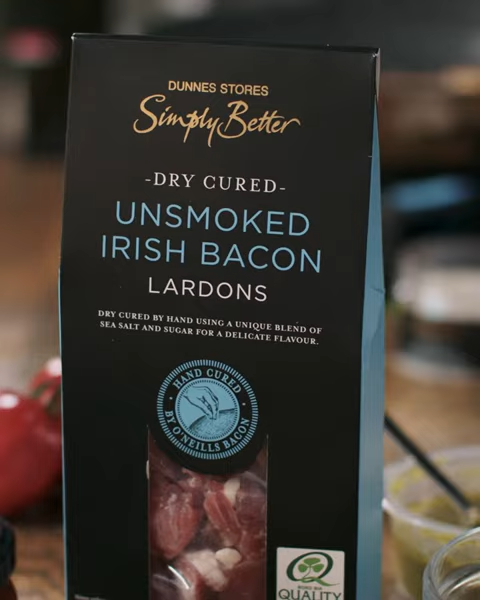 DUNNES STORES
Simply Better
-DRY CURED-
UNSMOKED
IRISH BACON
LARDONS
DRY CURED BY HAND USING A UNIQUE BLEND OF
SEA SALT AND SUGAR FOR A DELICATE FLAVOUR.
HAND CURED
BY O'NEILLS BACON
QUALITY